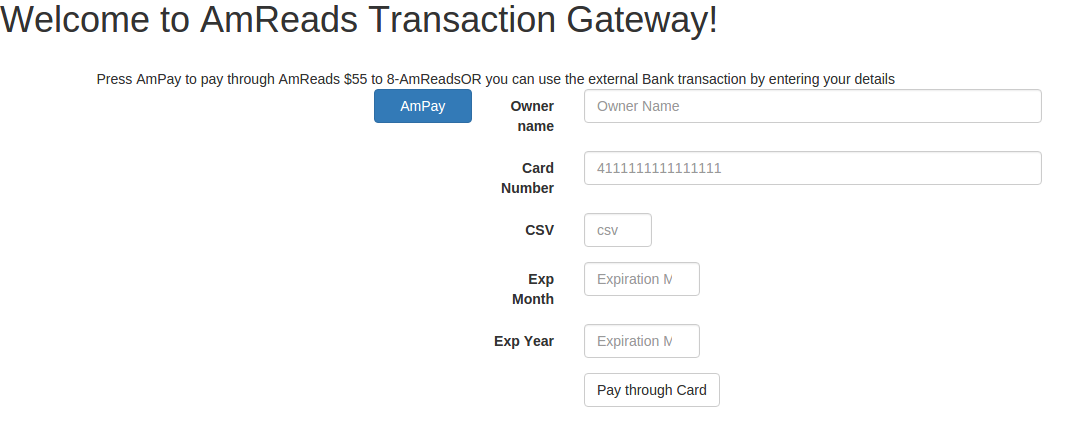 Welcome to AmReads Transaction Gateway!
Press AmPay to pay through AmReads $55 to 8-AmReadsOR you can use the external Bank transaction by entering your details
AmPay
Owner name
Owner Name
Card Number
4111111111111111
CSV
csv
Exp Month
Expiration M
Exp Year
Expiration M
Pay through Card